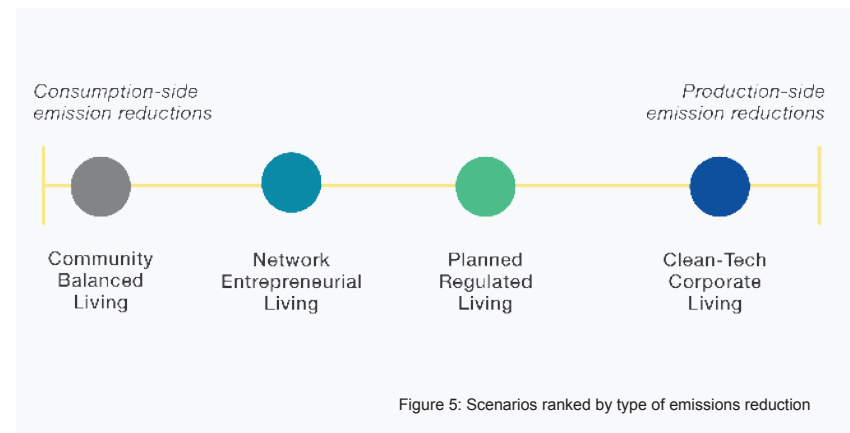 Consumption-side
emission reductions
Production-side
emission reductions
Community
Balanced
Living
Network
Entrepreneurial
Living
Planned
Regulated
Living
Clean-Tech
Corporate
Living
Figure 5: Scenarios ranked by type of emissions reduction